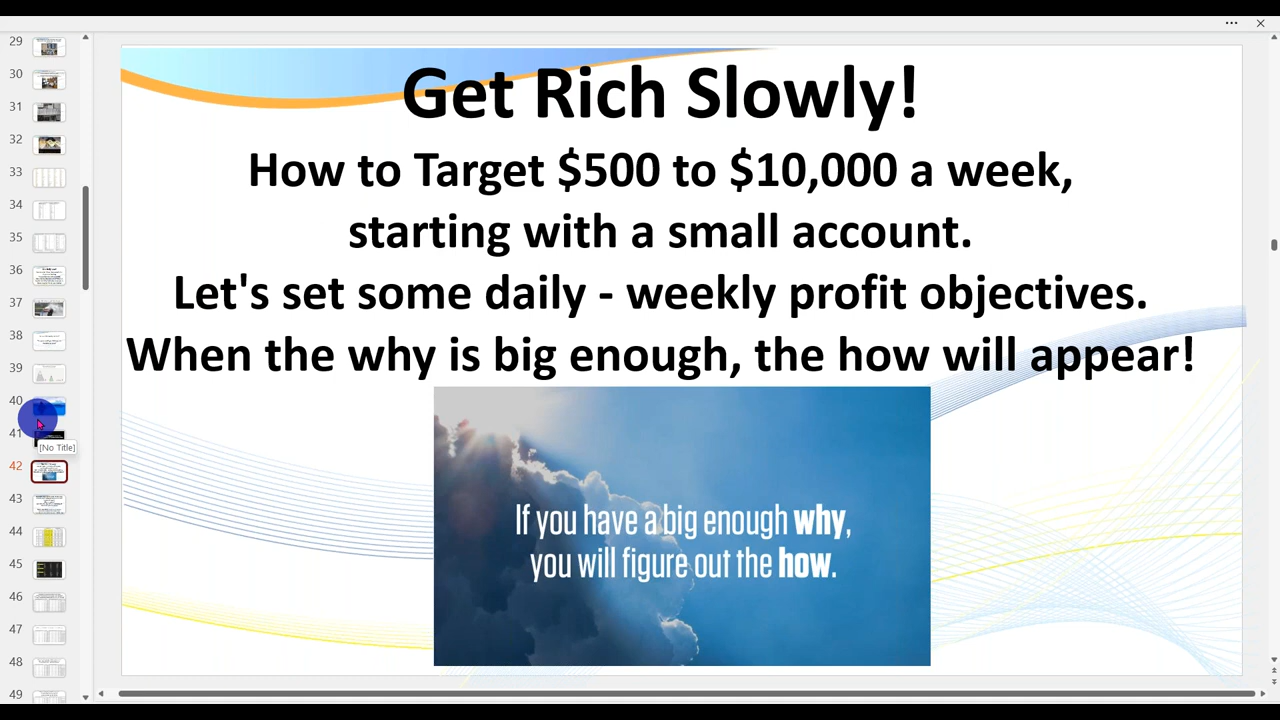 Get Rich Slowly!
How to Target $500 to $10,000 a week,
starting with a small account.
Let's set some daily - weekly profit objectives.
When the why is big enough, the how will appear!
If you have a big enough why,
you will figure out the how.
29
30
31
32
33
34
35
36
37
38
39
40
41
[No Title]
43
44
45
46
47
48
49